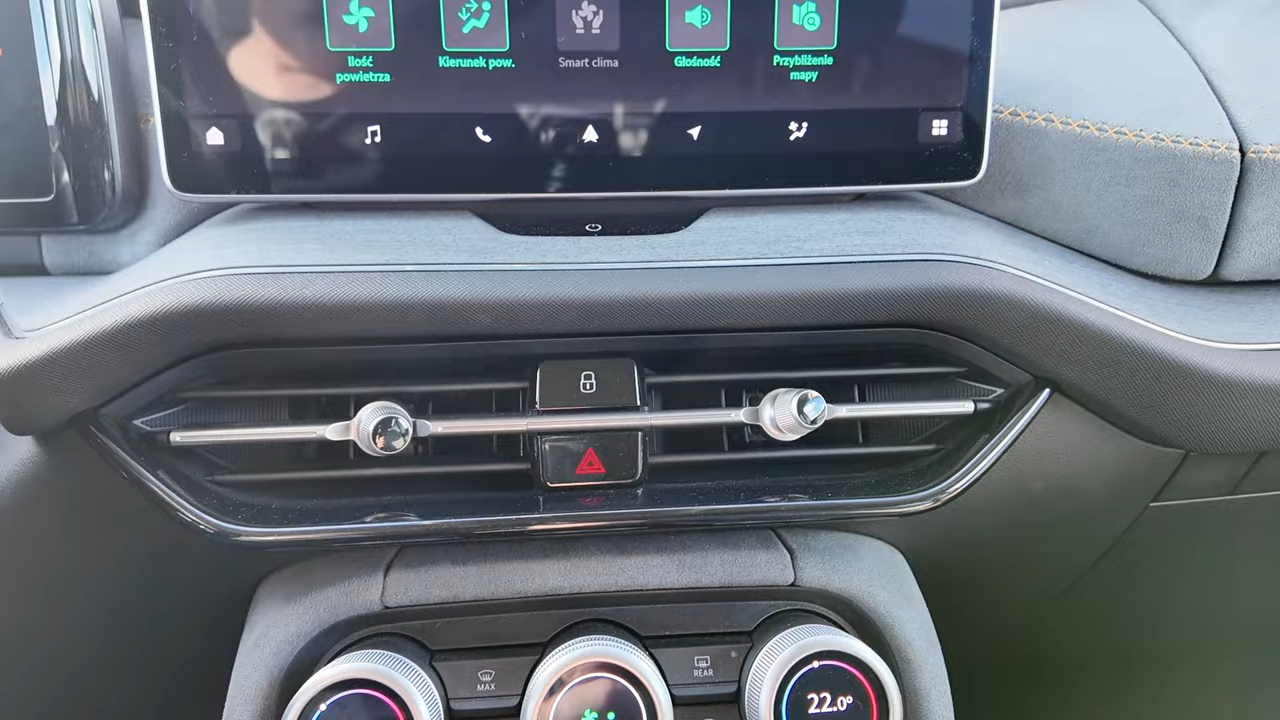 Ilość
powietrza
Kierunek pow.
Smart clima
Głośność
Przybliżenie
mapy
MAX
REAR
22.0°